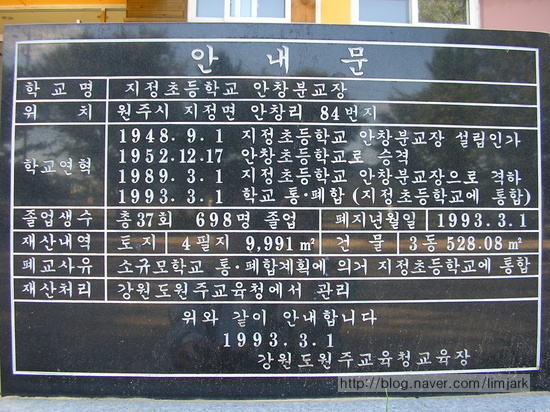 안 내 문
학 교 명 지정초등학교 안창분교장
위 치 원주시 지정면 안창리 84번지
학교연혁 1948. 9. 1 지정초등학교 안창분교장 설립인가
1952.12.17 안창초등학교로 승격
1989. 3. 1 지정초등학교 안창분교장으로 격하
1993. 3. 1 학교 통·폐합 (지정초등학교에 통합)
졸업생수 총37회 698명 졸업 폐지년월일 1993.3.1
재산내역 토 지 4 필지 9,991 ㎡ 건 물 3동 528.08 ㎡
폐교사유 소규모학교 통·폐합계획에 의거 지정초등학교에 통합
재산처리 강원도원주교육청에서 관리
위와 같이 안내합니다
1993. 3. 1
강원도원주교육청교육장
http://blog.naver.com/limjark